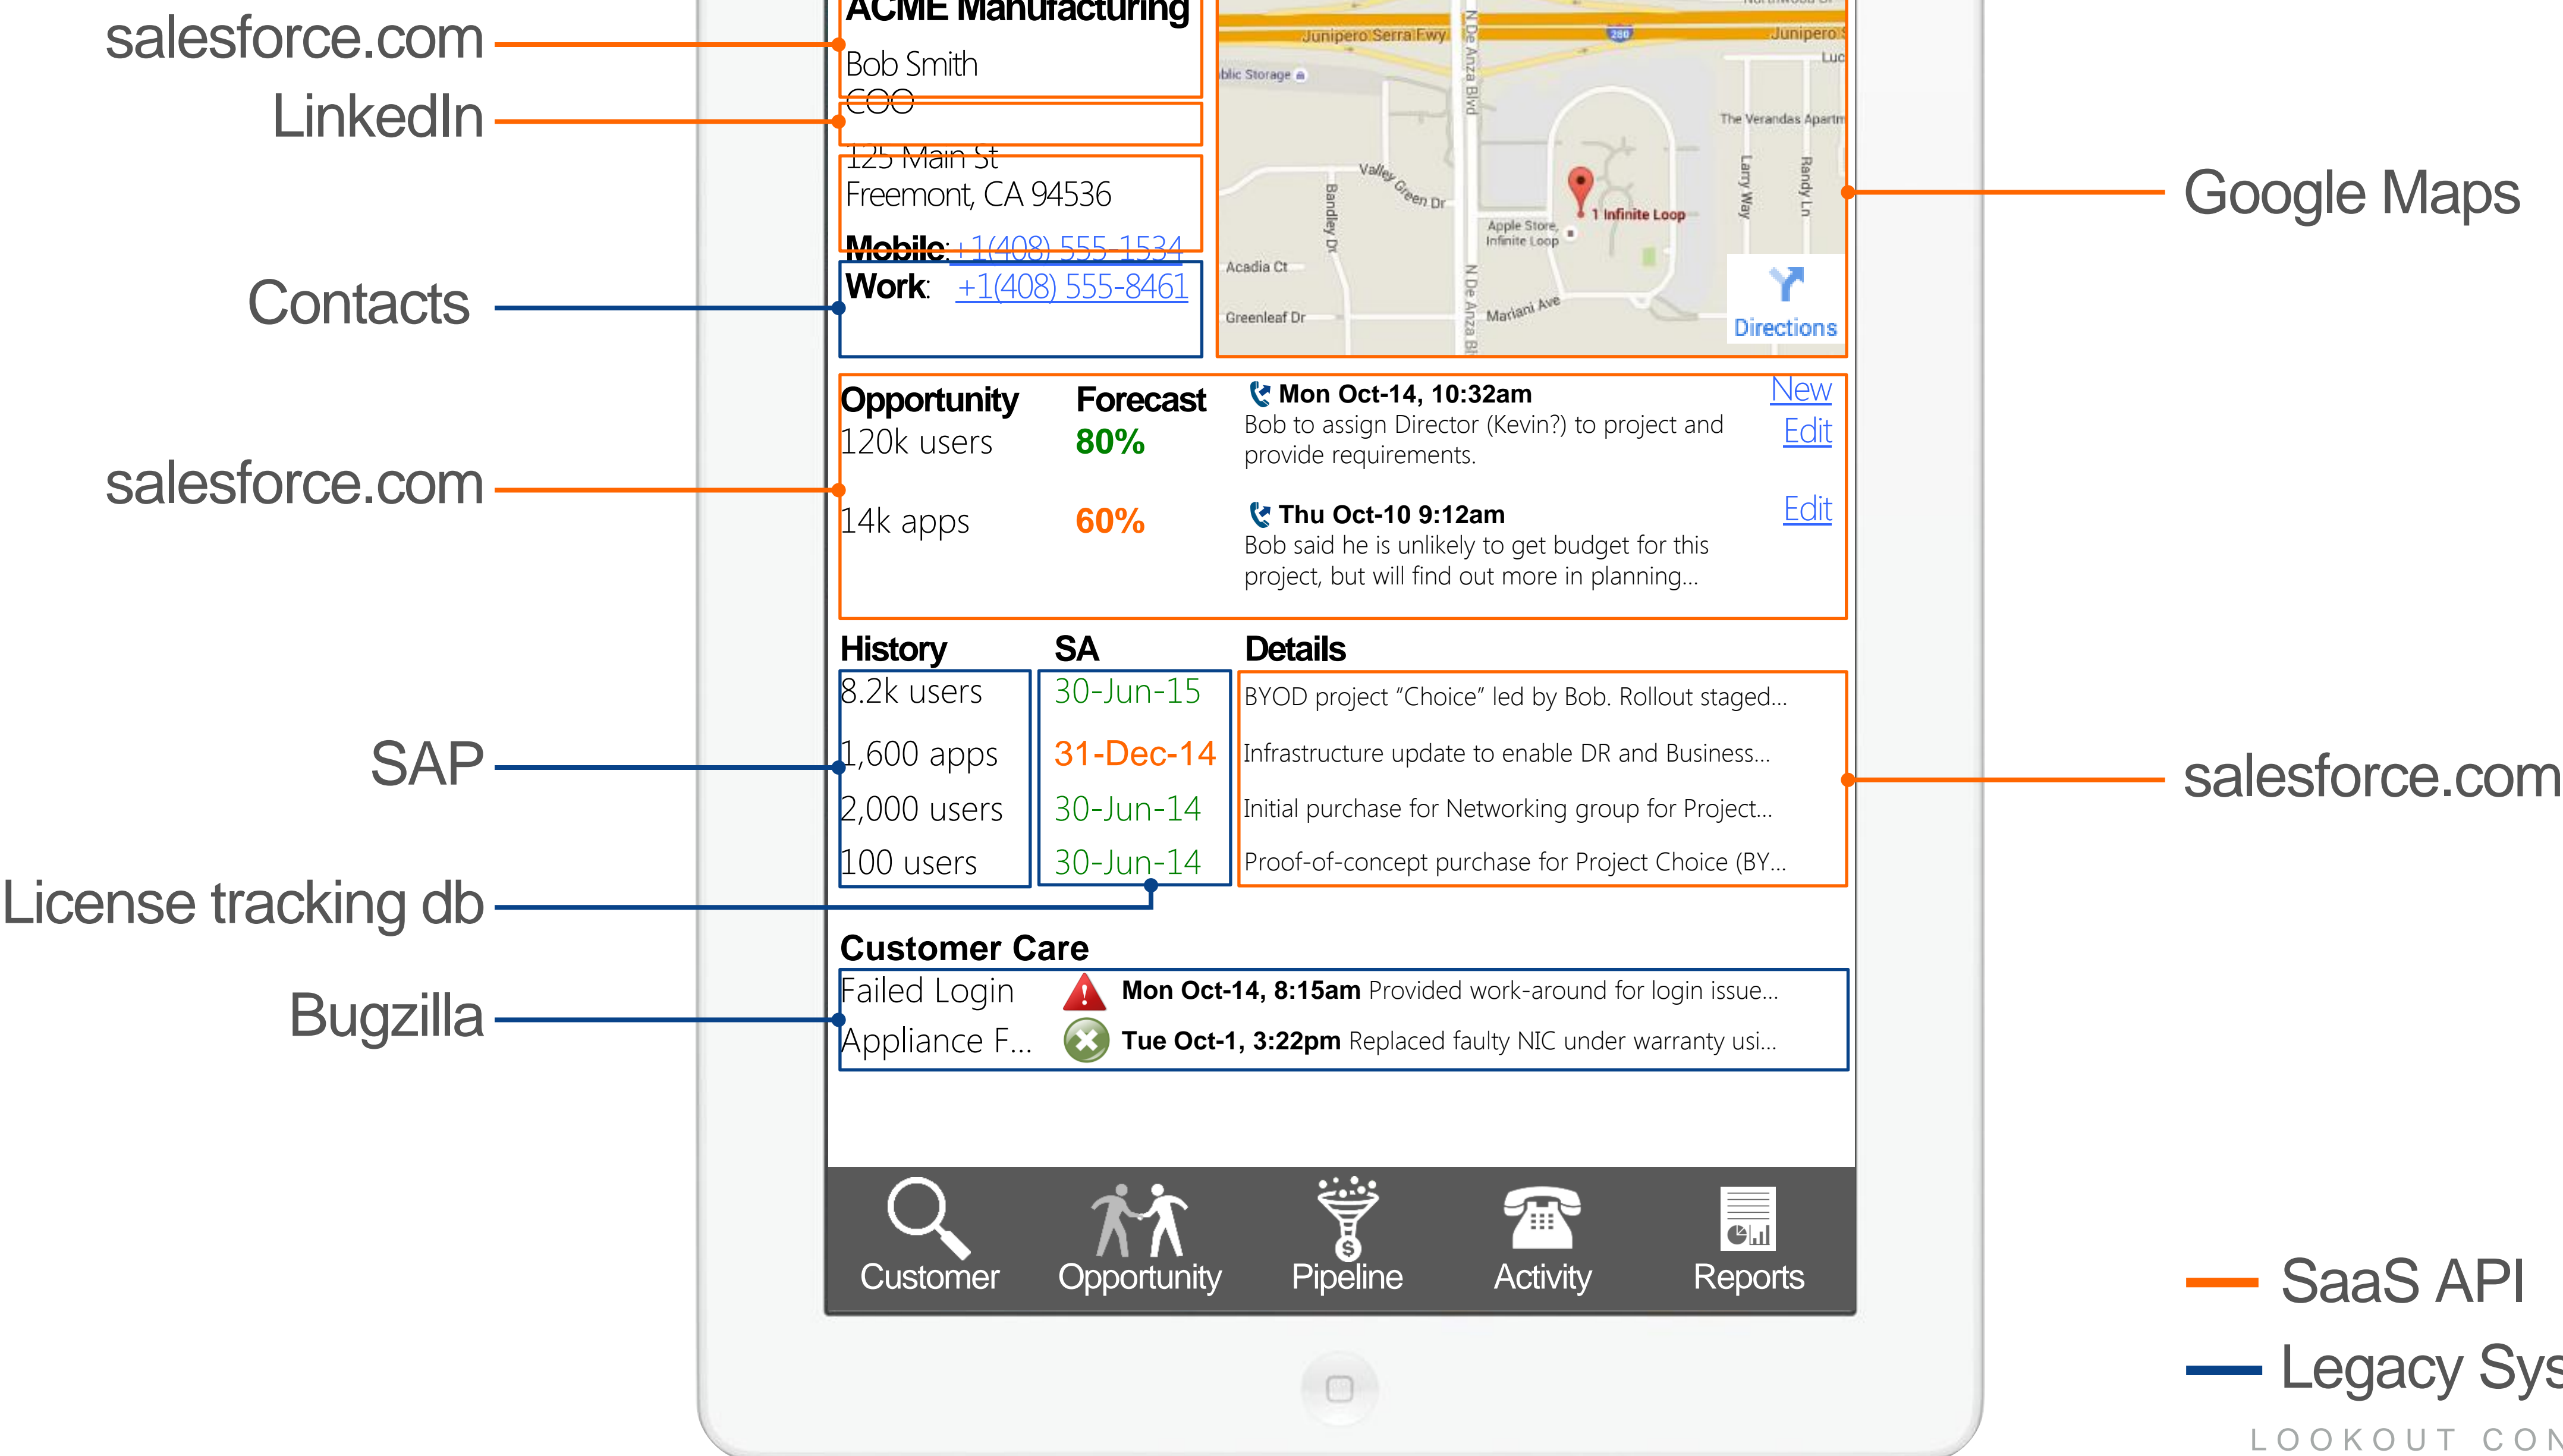 salesforce.com
LinkedIn
Contacts
salesforce.com
SAP
License tracking db
Bugzilla
ACME Manufacturing
Bob Smith
COO
125 Main St
Freemont, CA 94536
Mobile: +1(408) 555-1534
Work: +1(408) 555-8461
Junipero Serra Fwy
280
Junipero S
Luc
N De Anza Blvd
blic Storage
The Verandas Apartm
Valley Green Dr
Bandley Dr
Larry Way
Randy Ln
1 Infinite Loop
Apple Store,
Infinite Loop
Acadia Ct
N De Anza Bl
Mariani Ave
Greenleaf Dr
Directions
Google Maps
Opportunity Forecast
120k users 80%
14k apps 60%
Mon Oct-14, 10:32am
Bob to assign Director (Kevin?) to project and
provide requirements.
New
Edit
Thu Oct-10 9:12am
Bob said he is unlikely to get budget for this
project, but will find out more in planning...
Edit
History SA Details
8.2k users 30-Jun-15 BYOD project “Choice” led by Bob. Rollout staged...
1,600 apps 31-Dec-14 Infrastructure update to enable DR and Business...
2,000 users 30-Jun-14 Initial purchase for Networking group for Project...
100 users 30-Jun-14 Proof-of-concept purchase for Project Choice (BY...
salesforce.com
Customer Care
Failed Login Mon Oct-14, 8:15am Provided work-around for login issue...
Appliance F... Tue Oct-1, 3:22pm Replaced faulty NIC under warranty usi...
Customer Opportunity Pipeline Activity Reports
SaaS API
Legacy Sys
LOOKOUT CON